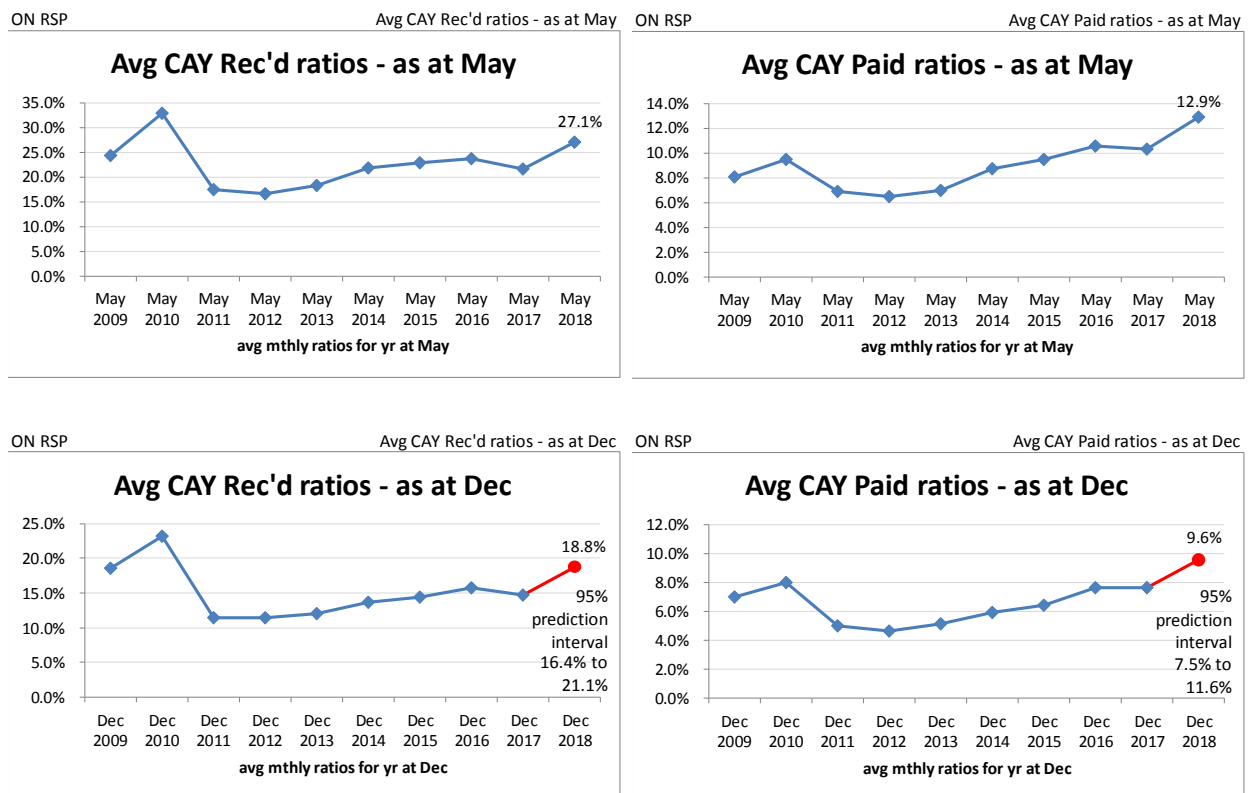 ON RSP
Avg CAY Rec'd ratios - as at May
Avg CAY Rec'd ratios - as at May
35.0%
30.0%
25.0%
20.0%
15.0%
10.0%
5.0%
0.0%
27.1%
May May May May May May May May May May
2009 2010 2011 2012 2013 2014 2015 2016 2017 2018
avg mthly ratios for yr at May
ON RSP
Avg CAY Paid ratios - as at May
Avg CAY Paid ratios - as at May
14.0%
12.0%
10.0%
8.0%
6.0%
4.0%
2.0%
0.0%
12.9%
May May May May May May May May May May
2009 2010 2011 2012 2013 2014 2015 2016 2017 2018
avg mthly ratios for yr at May
ON RSP
Avg CAY Rec'd ratios - as at Dec
Avg CAY Rec'd ratios - as at Dec
25.0%
20.0%
15.0%
10.0%
5.0%
0.0%
18.8%
95%
prediction
interval
16.4% to
21.1%
Dec Dec Dec Dec Dec Dec Dec Dec Dec Dec
2009 2010 2011 2012 2013 2014 2015 2016 2017 2018
avg mthly ratios for yr at Dec
ON RSP
Avg CAY Paid ratios - as at Dec
Avg CAY Paid ratios - as at Dec
12.0%
10.0%
8.0%
6.0%
4.0%
2.0%
0.0%
9.6%
95%
prediction
interval
7.5% to
11.6%
Dec Dec Dec Dec Dec Dec Dec Dec Dec Dec
2009 2010 2011 2012 2013 2014 2015 2016 2017 2018
avg mthly ratios for yr at Dec